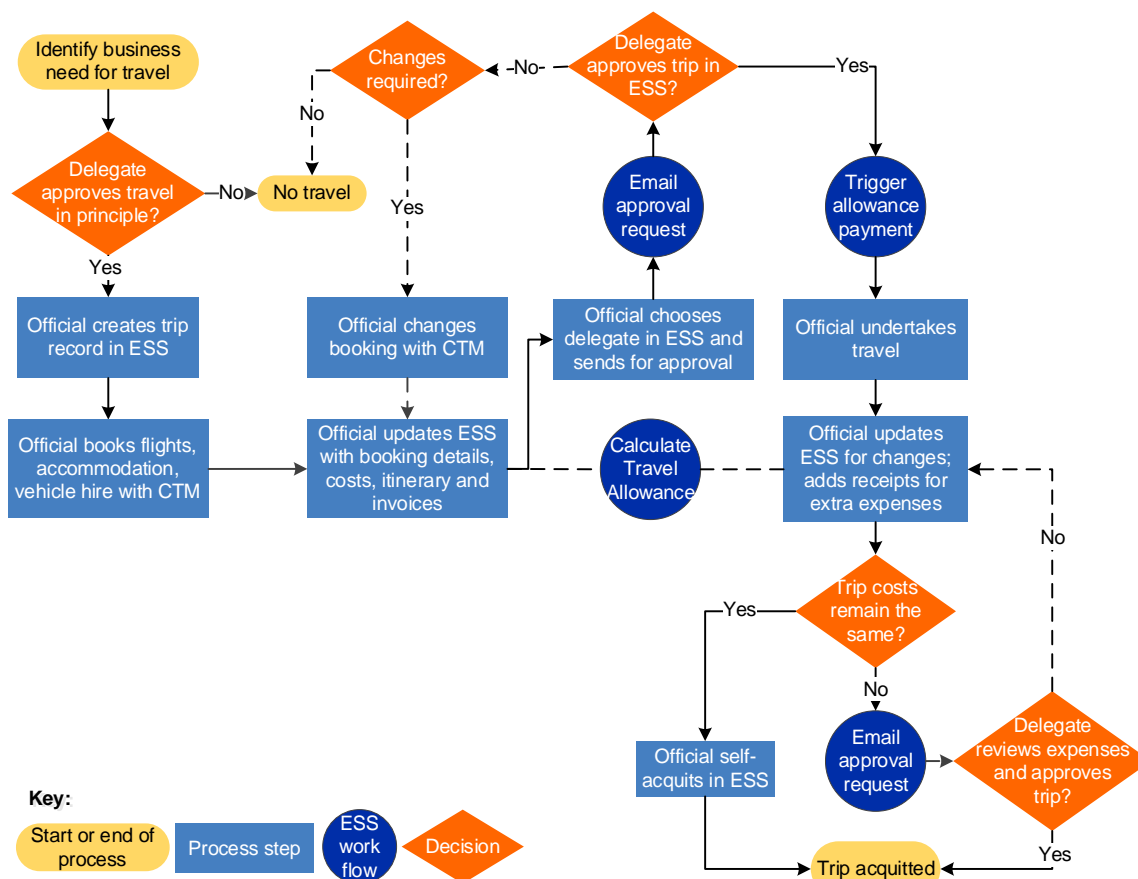 Identify business
need for travel
Changes
required?
Delegate
approves trip in
ESS?
No
Yes
No
Delegate
approves travel
in principle?
No
No travel
Email
approval
request
Trigger
allowance
payment
Yes
Yes
Official creates trip
record in ESS
Official changes
booking with CTM
Official chooses
delegate in ESS and
sends for approval
Official undertakes
travel
Official books flights,
accommodation,
vehicle hire with CTM
Official updates ESS
with booking details,
costs, itinerary and
invoices
Calculate
Travel
Allowance
Official updates
ESS for changes;
adds receipts for
extra expenses
No
Trip costs
remain the
same?
Yes
No
Official self-
acquits in ESS
Email
approval
request
Delegate
reviews expenses
and approves
trip?
Yes
Trip acquitted
Key:
Start or end of
process
Process step
ESS
work
flow
Decision